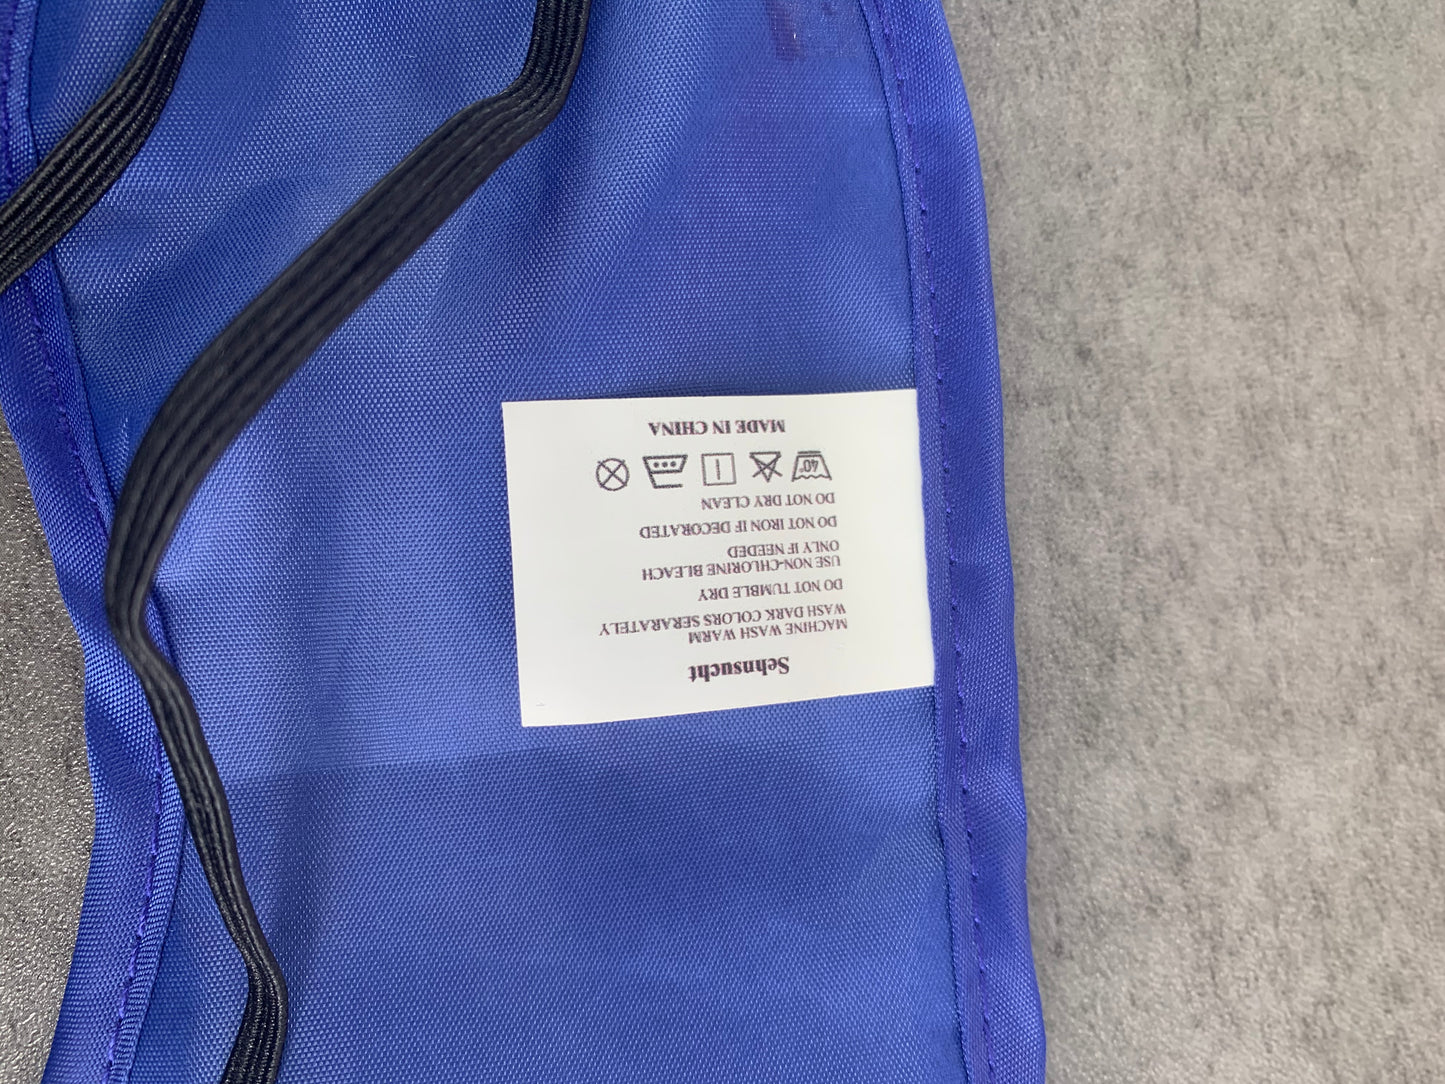 Sehnsucht
MACHINE WASH WARM
WASH DARK COLORS SERARATELY
DO NOT TUMBLE DRY
USE NON-CHLORINE BLEACH
ONLY IF NEEDED
DO NOT IRON IF DECORATED
DO NOT DRY CLEAN
40°
MADE IN CHINA